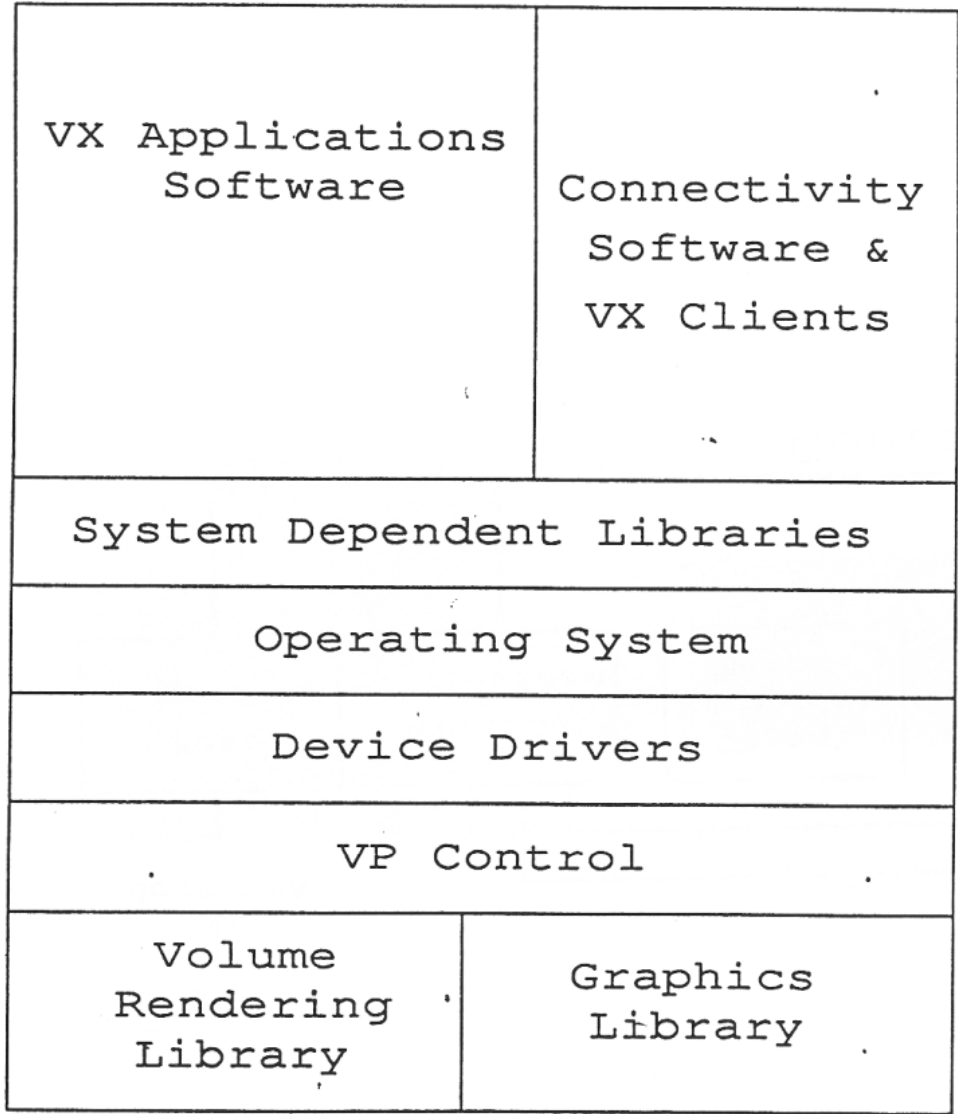 VX Applications
Software
Connectivity
Software &
VX Clients
System Dependent Libraries
Operating System
Device Drivers
VP Control
Volume
Rendering
Library
Graphics
Library